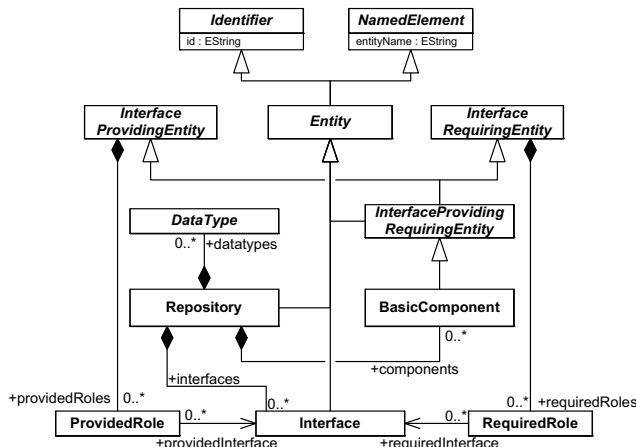 Identifier
id : EString
NamedElement
entityName : EString
Interface
ProvidingEntity
Entity
Interface
RequiringEntity
DataType
0..*
+datatypes
InterfaceProviding
RequiringEntity
Repository
BasicComponent
0..*
+components
+interfaces
+providedRoles
0..*
0..*
0..*
+requiredRoles
ProvidedRole
0..*
+providedInterface
Interface
0..*
+requiredInterface
RequiredRole